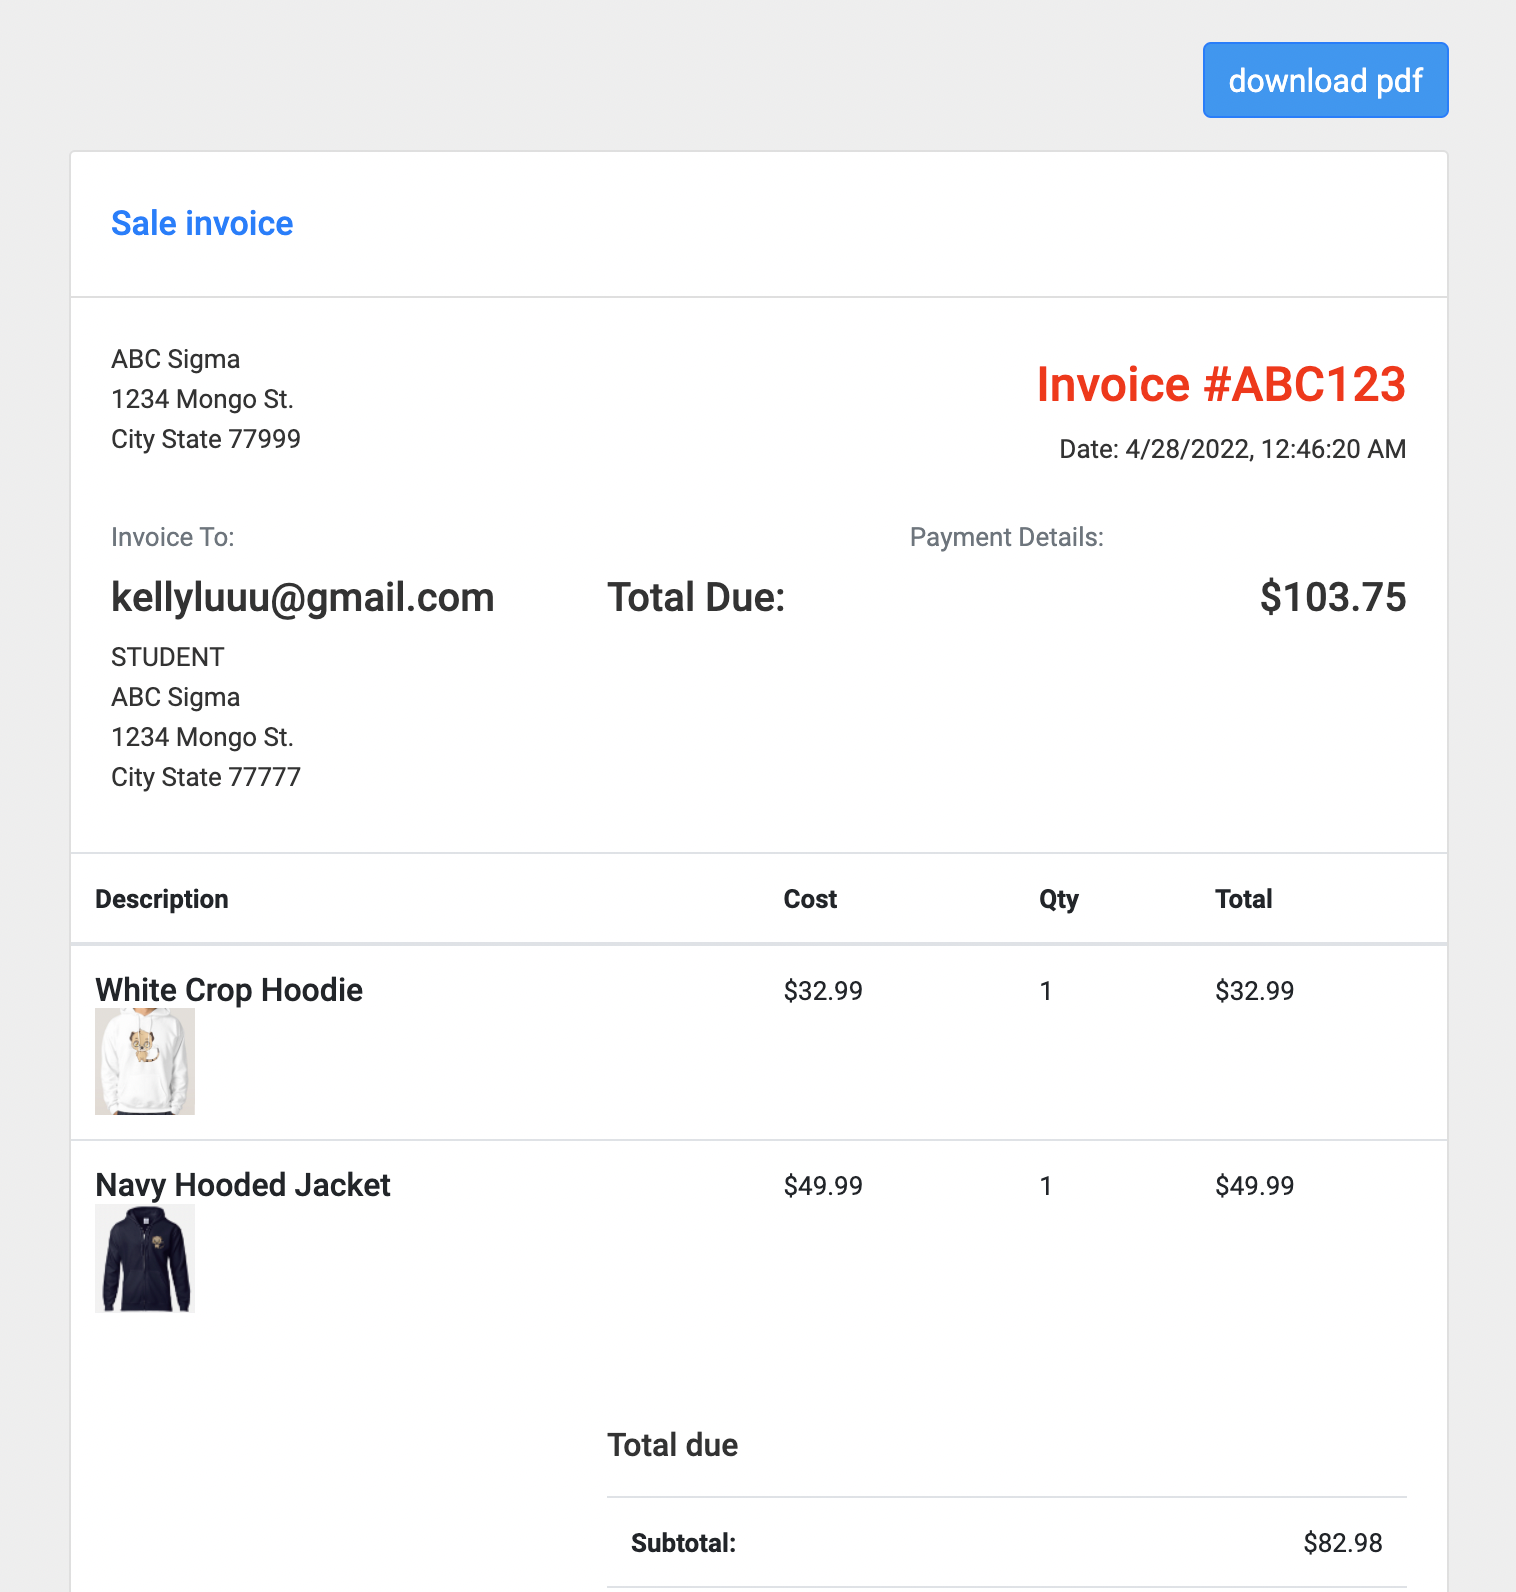 download pdf
Sale invoice
ABC Sigma
1234 Mongo St.
City State 77999
Invoice #ABC123
Date: 4/28/2022, 12:46:20 AM
Invoice To:
kellyluuu@gmail.com
STUDENT
ABC Sigma
1234 Mongo St.
City State 77777
Payment Details:
Total Due: $103.75
Description Cost Qty Total
White Crop Hoodie $32.99 1 $32.99
Navy Hooded Jacket $49.99 1 $49.99
Total due
Subtotal: $82.98